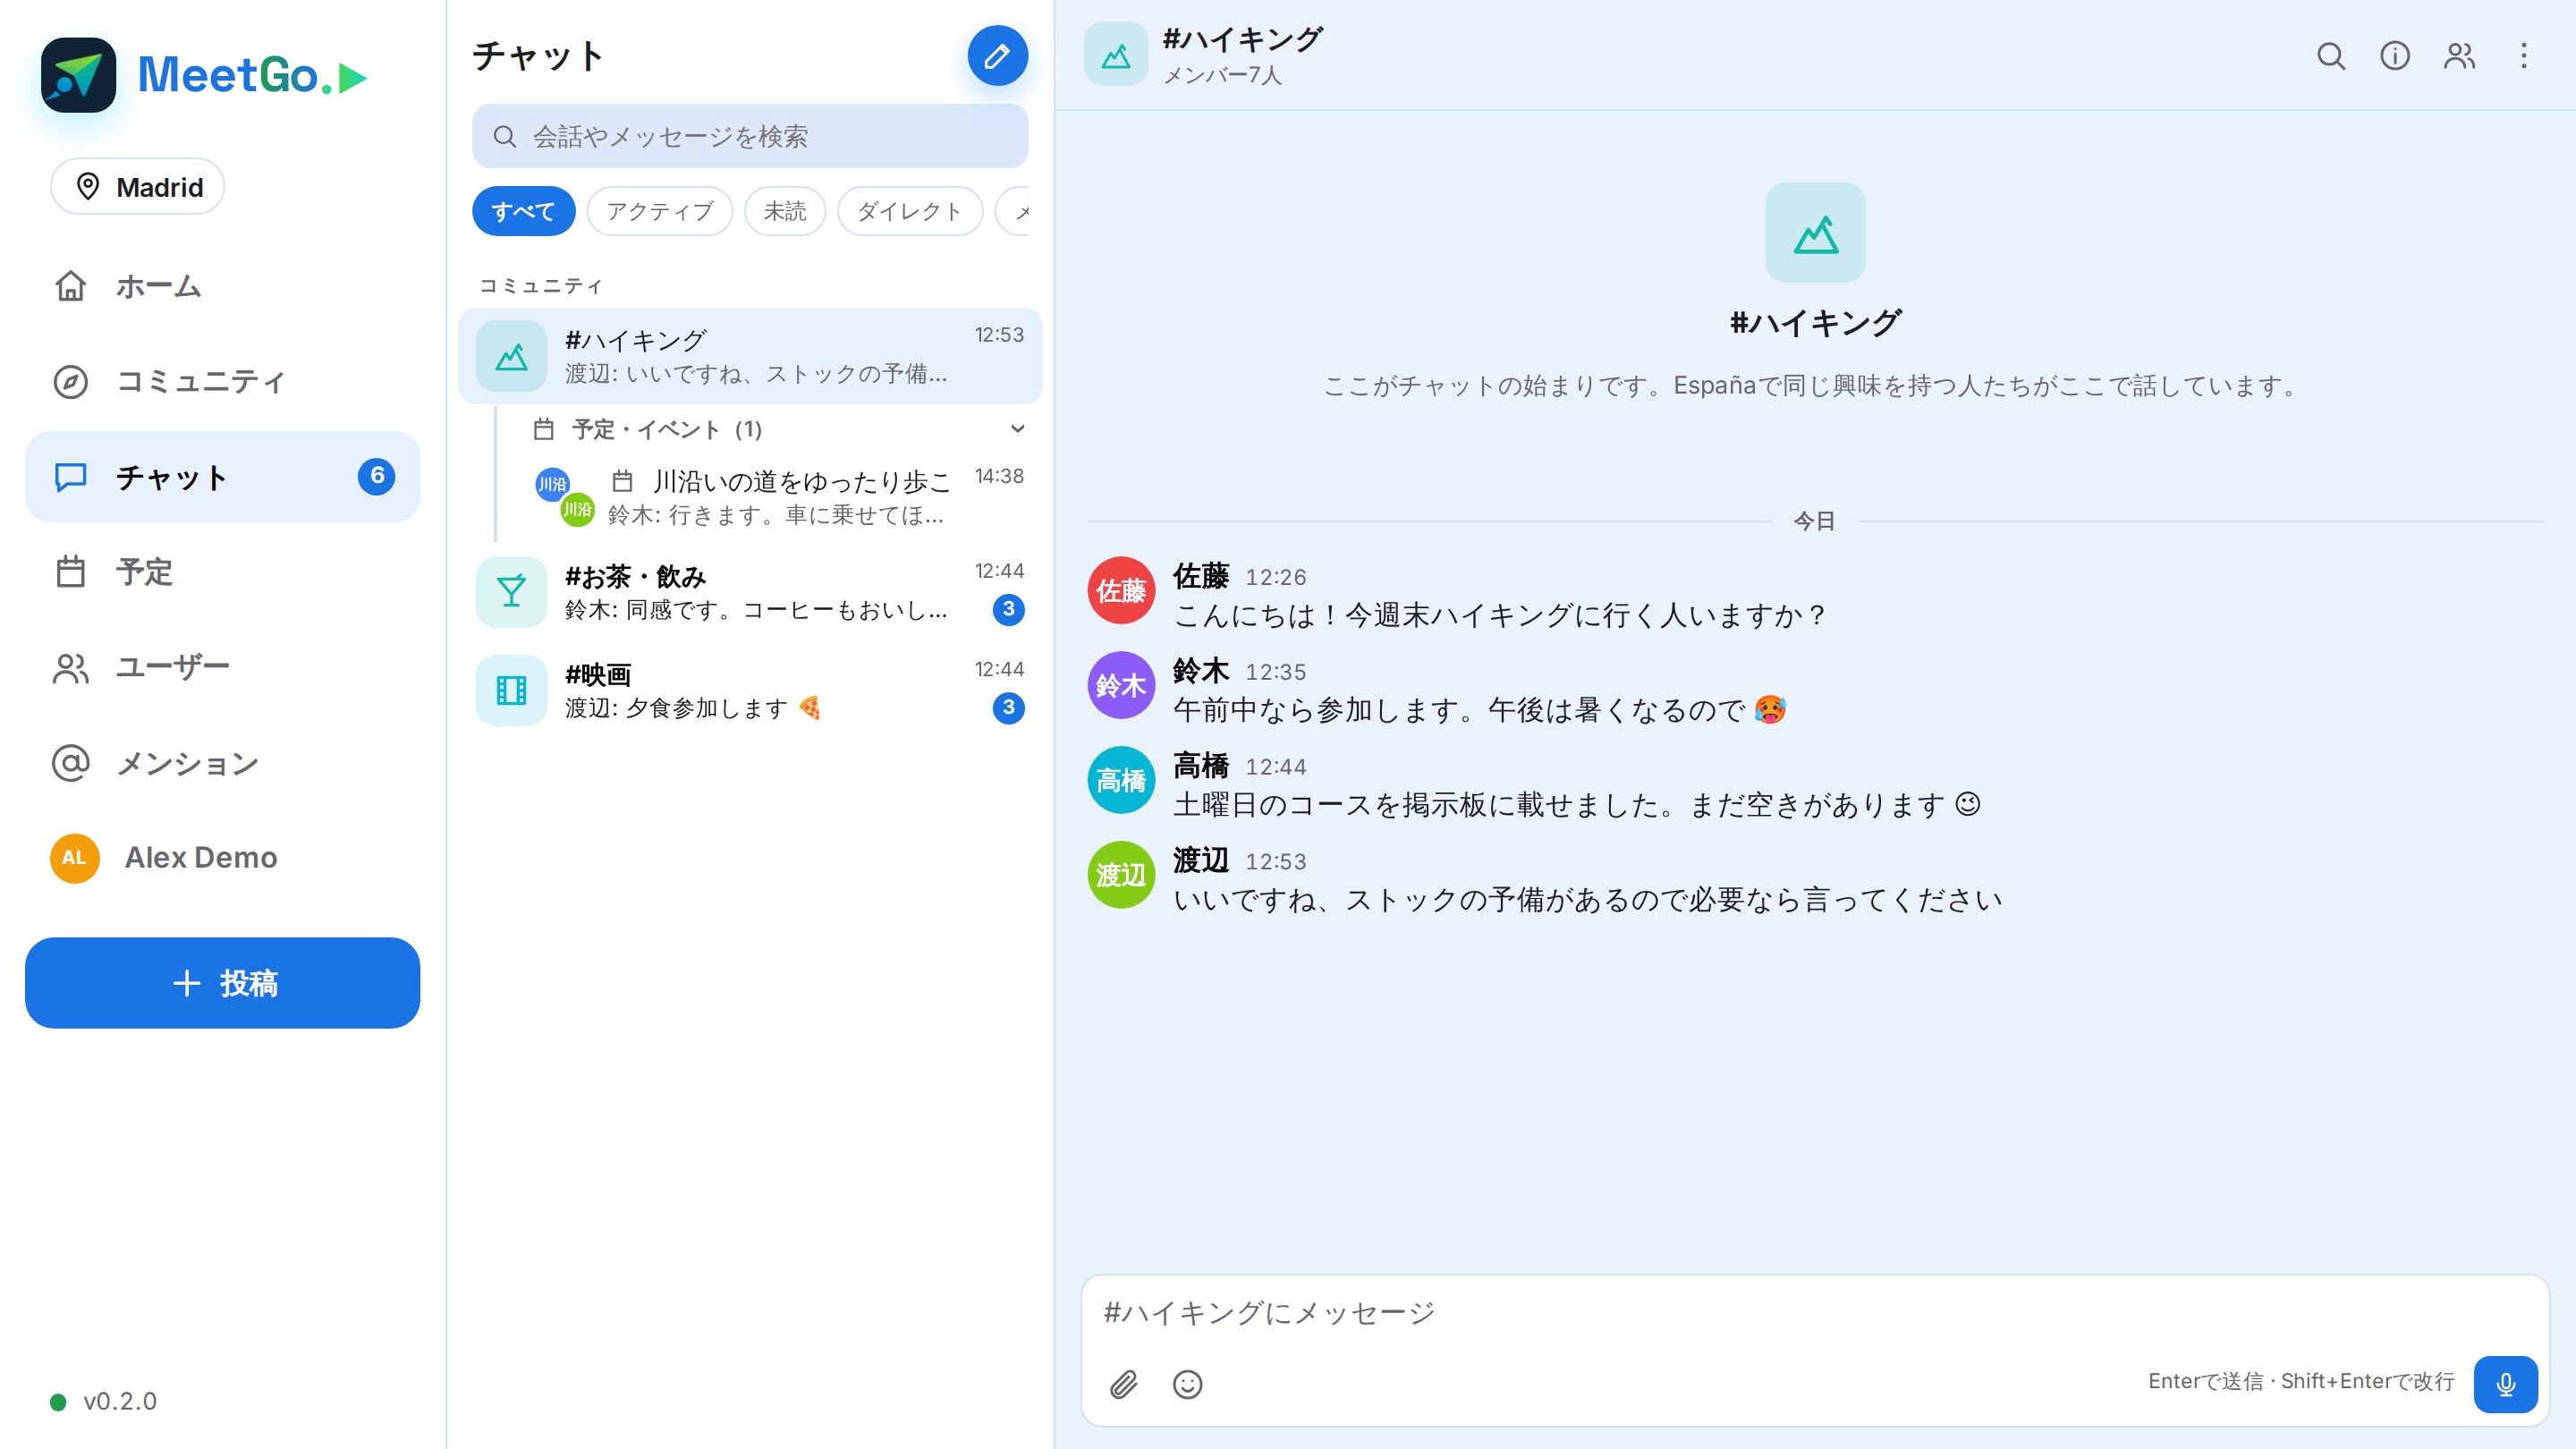 MeetGo.
Madrid
ホーム
コミュニティ
チャット 6
予定
ユーザー
メンション
AL Alex Demo
投稿
v0.2.0
チャット
会話やメッセージを検索
すべて アクティブ 未読 ダイレクト
コミュニティ
#ハイキング 12:53
渡辺: いいですね、ストックの予備...
予定・イベント（1）
川沿 川沿いの道をゆったり歩こ 14:38
川沿 鈴木: 行きます。車に乗せてほ...
#お茶・飲み 12:44
鈴木: 同感です。コーヒーもおいし... 3
#映画 12:44
渡辺: 夕食参加します 🍕 3
#ハイキング
メンバー7人
#ハイキング
ここがチャットの始まりです。Españaで同じ興味を持つ人たちがここで話しています。
今日
佐藤 佐藤 12:26
こんにちは！今週末ハイキングに行く人いますか？
鈴木 鈴木 12:35
午前中なら参加します。午後は暑くなるので 🥵
高橋 高橋 12:44
土曜日のコースを掲示板に載せました。まだ空きがあります 😉
渡辺 渡辺 12:53
いいですね、ストックの予備があるので必要なら言ってください
#ハイキングにメッセージ
Enterで送信 · Shift+Enterで改行